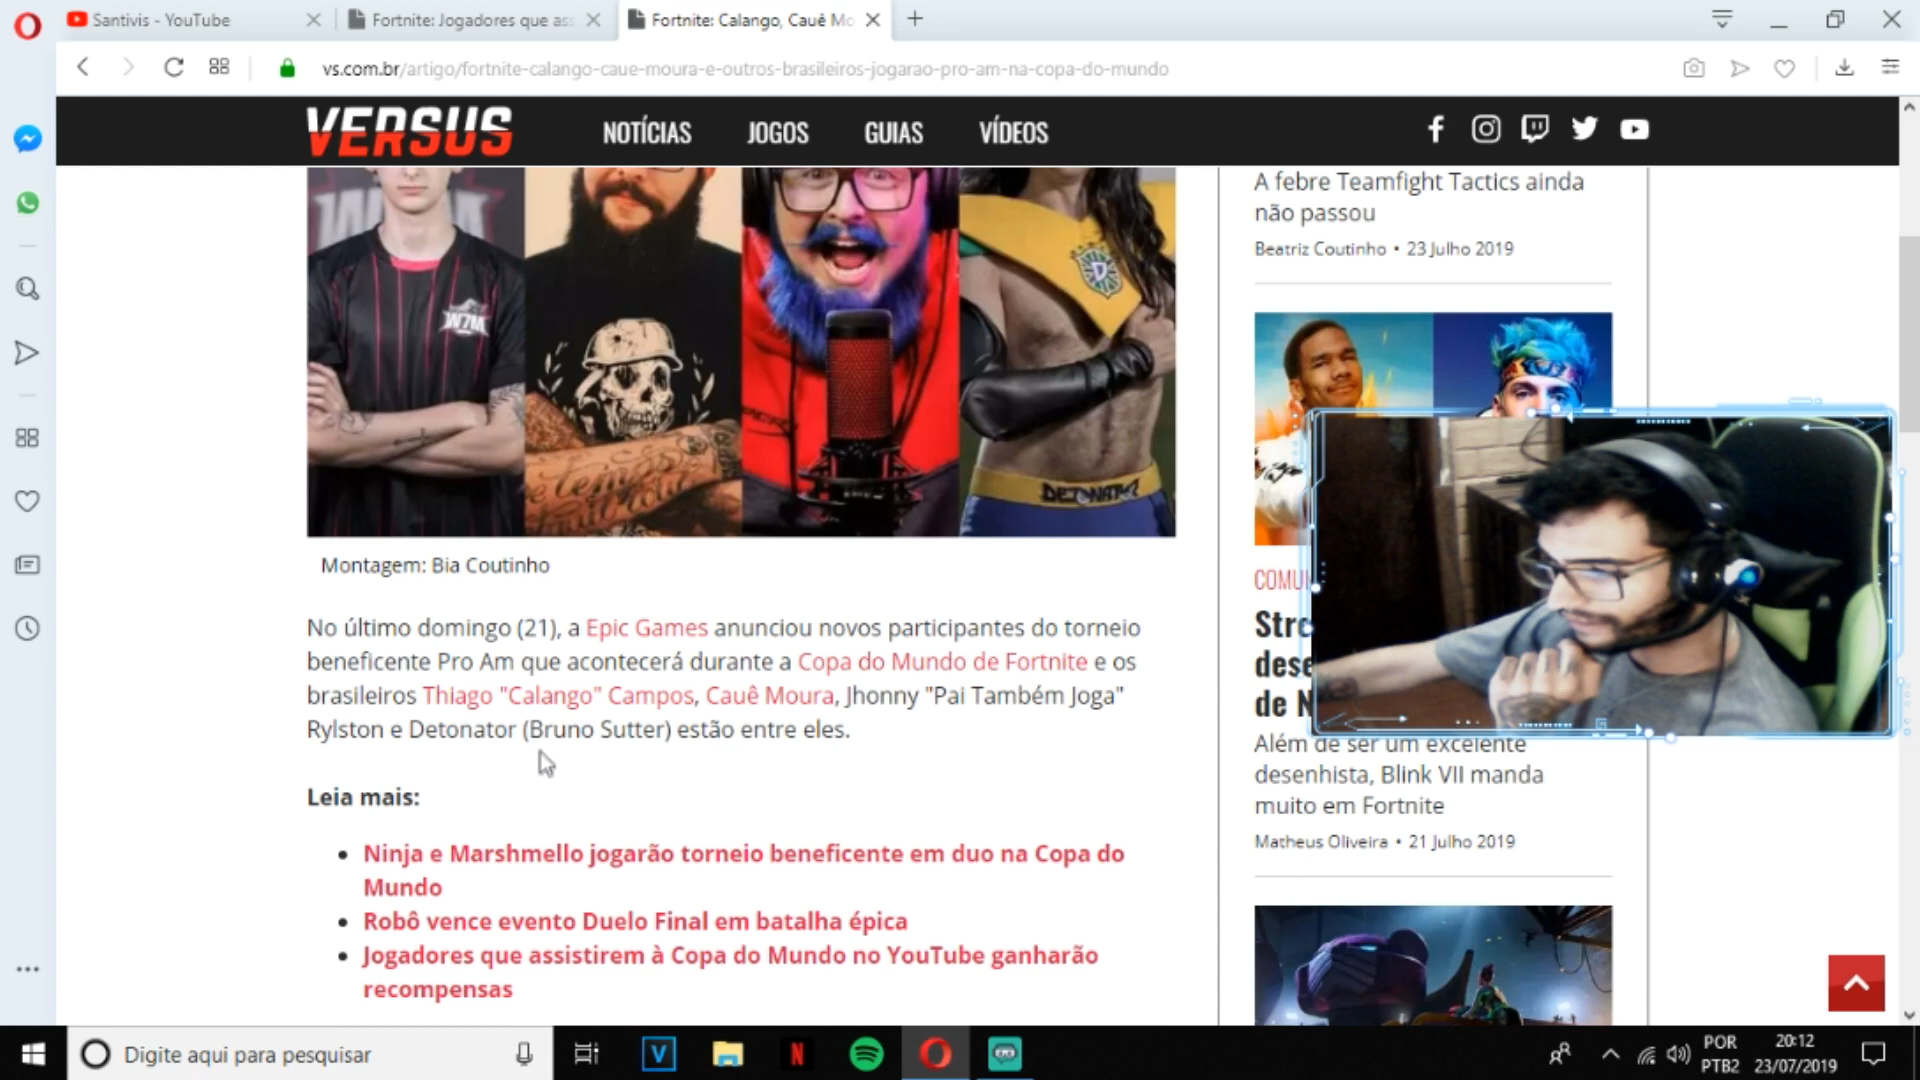 Santivis - YouTube
Fortnite: Jogadores que as
Fortnite: Calango, Cauê Mo
vs.com.br/artigo/fortnite-calango-caue-moura-e-outros-brasileiros-jogarao-pro-am-na-copa-do-mundo
VERSUS
NOTÍCIAS
JOGOS
GUIAS
VÍDEOS
W7M
D
DETONATOR
Montagem: Bia Coutinho
No último domingo (21), a Epic Games anunciou novos participantes do torneio
beneficente Pro Am que acontecerá durante a Copa do Mundo de Fortnite e os
brasileiros Thiago "Calango" Campos, Cauê Moura, Jhonny "Pai Também Joga"
Rylston e Detonator (Bruno Sutter) estão entre eles.
Leia mais:
Ninja e Marshmello jogarão torneio beneficente em duo na Copa do
Mundo
Robô vence evento Duelo Final em batalha épica
Jogadores que assistirem à Copa do Mundo no YouTube ganharão
recompensas
A febre Teamfight Tactics ainda
não passou
Beatriz Coutinho • 23 Julho 2019
COMU
Stre
dese
de N
Além de ser um excelente
desenhista, Blink VII manda
muito em Fortnite
Matheus Oliveira • 21 Julho 2019
Digite aqui para pesquisar
POR
PTB2
20:12
23/07/2019